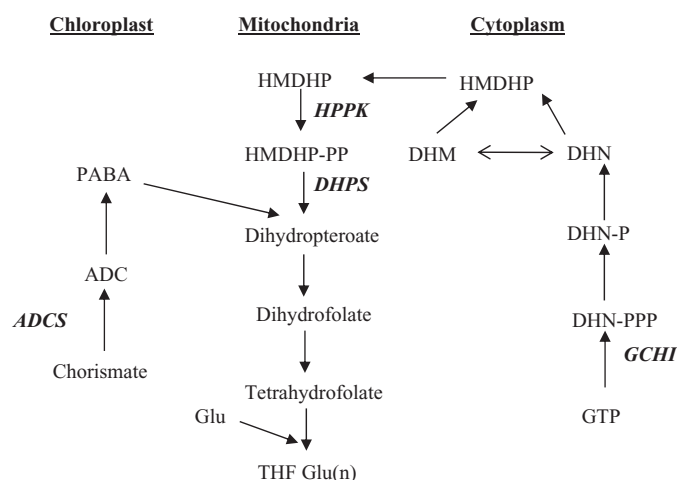 Chloroplast
Mitochondria
Cytoplasm
HMDHP
HMDHP
HPPK
HMDHP-PP
DHM
DHN
PABA
DHPS
Dihydropteroate
DHN-P
ADC
ADCS
Dihydrofolate
DHN-PPP
GCHI
Chorismate
Tetrahydrofolate
Glu
GTP
THF Glu(n)